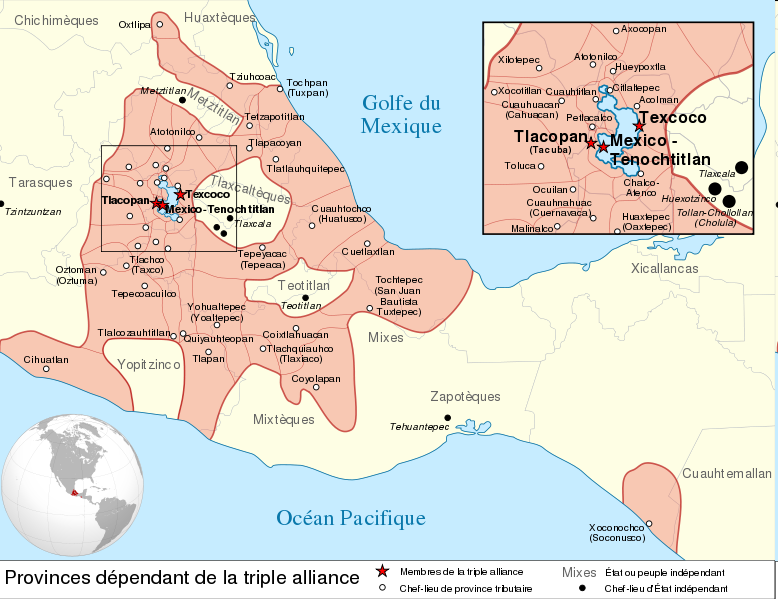 Chichimèques
Huaxtèques
Oxtlipa
Tziuhcoac
Tochpan
(Tuxpan)
Metztitlan
Metztitlan
Tetzapotitlan
Atotonilco
Tlapacoyan
Tlatlauhquitepec
Golfe du
Mexique
Tarasques
Tzintzuntzan
Tlaxcaltèques
Texcoco
Tlacopan
Mexico-Tenochtitlan
Tlaxcala
Cuauhtochco
(Huatusco)
Cuetlaxtlan
Tepeyacac
(Tepeaca)
Tlachco
(Taxco)
Oztoman
(Oztuma)
Tepecoacuilco
Teotitlan
Teotitlan
Tochtepec
(San Juan
Bautista
Tuxtepec)
Yohualtepec
(Yoaltepec)
Tlalcozauhtitlan
Quiyauhteopan
Coixtlahuacan
Tlachquiauhco
(Tlaxiaco)
Tlapan
Coyolapan
Mixes
Cihuatlan
Yopitzinco
Mixtèques
Zapotèques
Tehuantepec
Xicallancas
Cuauhtemallan
Xoconochco
(Soconusco)
Océan Pacifique
Axocopan
Xilotepec
Atotonilco
Hueypoxtla
Xocotitlan
Cuauhtitlan
Citlaltepec
Cuauhuacan
(Cahuacan)
Acolman
Petlacalco
Texcoco
Tlacopan
(Tacuba)
Mexico -
Tenochtitlan
Toluca
Chalco-
Atenco
Tlaxcala
Ocuilan
Huexotzinco
Cuauhnahuac
(Cuernavaca)
Tollan-Chollollan
(Cholula)
Huaxtepec
(Oaxtepec)
Malinalco
Provinces dépendant de la triple alliance
Membres de la triple alliance
Chef-lieu de province tributaire
Mixes État ou peuple indépendant
Chef-lieu d'État indépendant